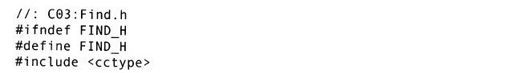 //: C03:Find.h
#ifndef FIND_H
#define FIND_H
#include <cctype>